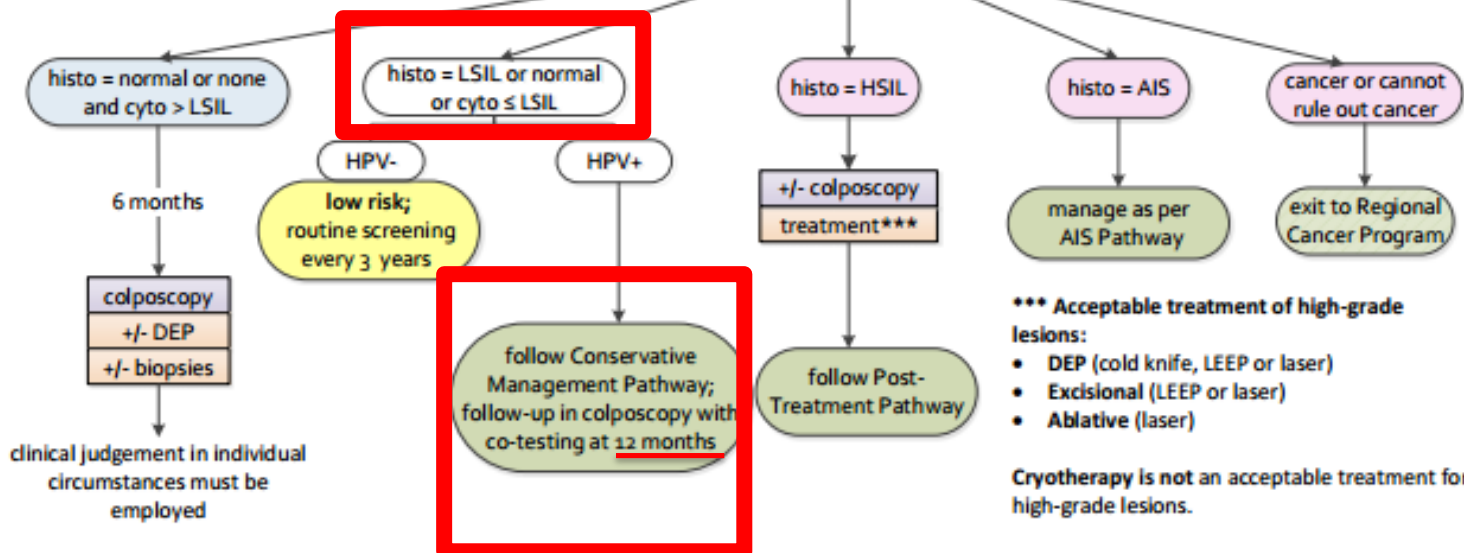 histo = normal or none
and cyto > LSIL
histo = LSIL or normal
or cyto ≤ LSIL
histo = HSIL
histo = AIS
cancer or cannot
rule out cancer
HPV-
HPV+
6 months
low risk;
routine screening
every 3 years
+/- colposcopy
treatment***
manage as per
AIS Pathway
exit to Regional
Cancer Program
colposcopy
+/- DEP
+/- biopsies
clinical judgement in individual
circumstances must be
employed
follow Conservative
Management Pathway;
follow-up in colposcopy with
co-testing at 12 months
follow Post-
Treatment Pathway
*** Acceptable treatment of high-grade
lesions:
• DEP (cold knife, LEEP or laser)
• Excisional (LEEP or laser)
• Ablative (laser)
Cryotherapy is not an acceptable treatment for
high-grade lesions.